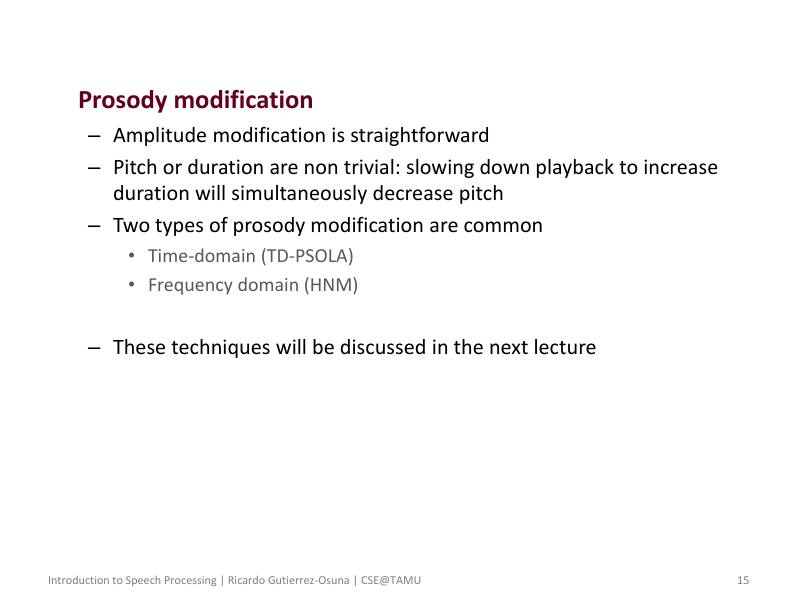 Prosody modification
– Amplitude modification is straightforward
– Pitch or duration are non trivial: slowing down playback to increase
duration will simultaneously decrease pitch
– Two types of prosody modification are common
• Time-domain (TD-PSOLA)
• Frequency domain (HNM)
– These techniques will be discussed in the next lecture
Introduction to Speech Processing | Ricardo Gutierrez-Osuna | CSE@TAMU 15